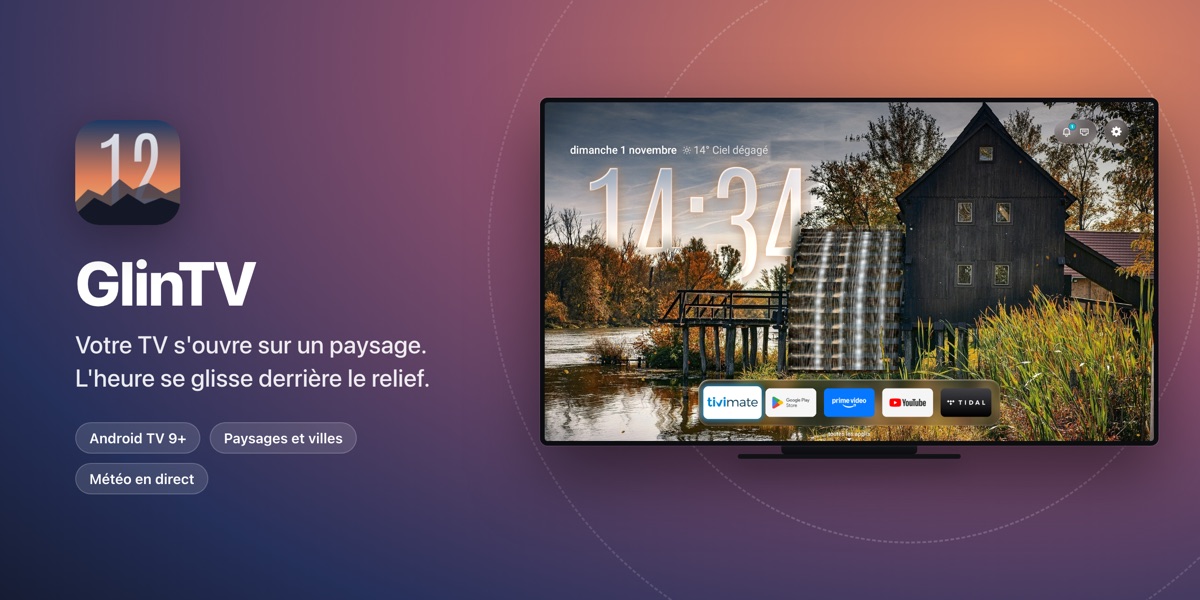 12
GlinTV
Votre TV s'ouvre sur un paysage.
L'heure se glisse derrière le relief.
Android TV 9+
Paysages et villes
Météo en direct
dimanche 1 novembre 14° Ciel dégagé
14:34
tivimate
Google Play
Store
prime video
YouTube
TIDAL